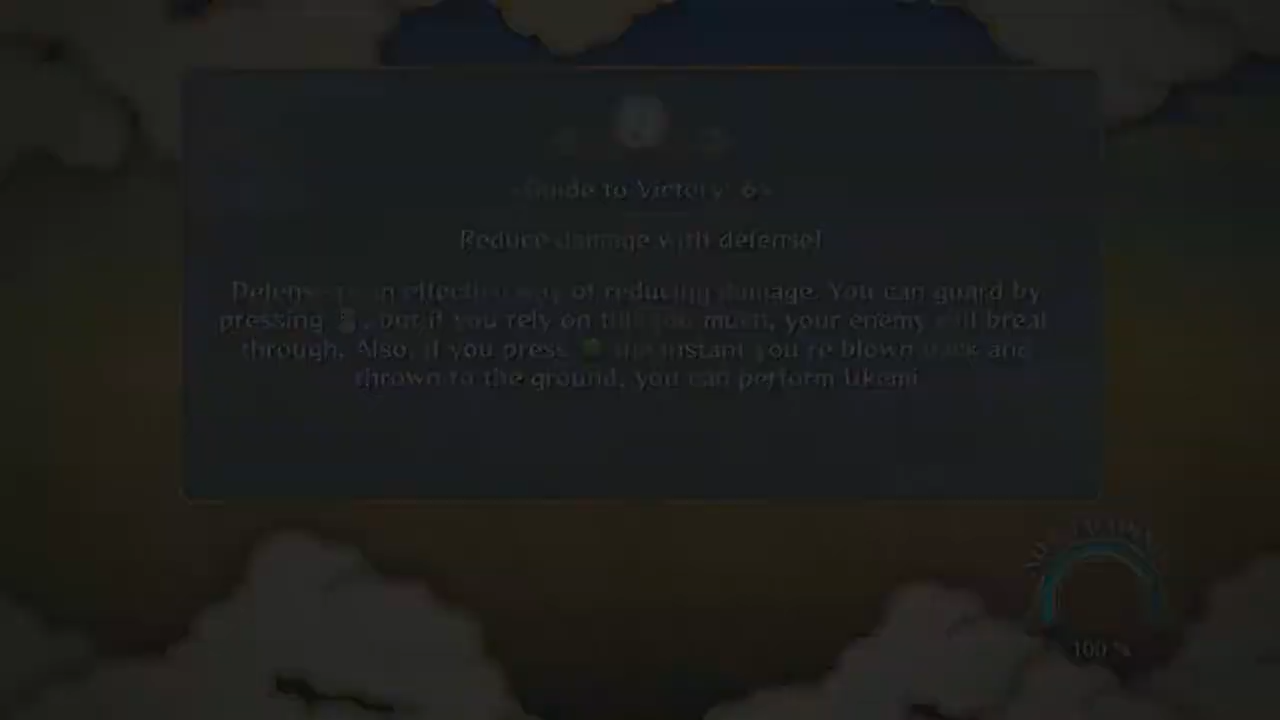 Guide to Victory: 6
Reduce damage with defense!
Defense is an effective way of reducing damage. You can guard by
pressing , but if you rely on this too much, your enemy will break
through. Also, if you press the instant you're blown back and
thrown to the ground, you can perform Ukemi.
100 %